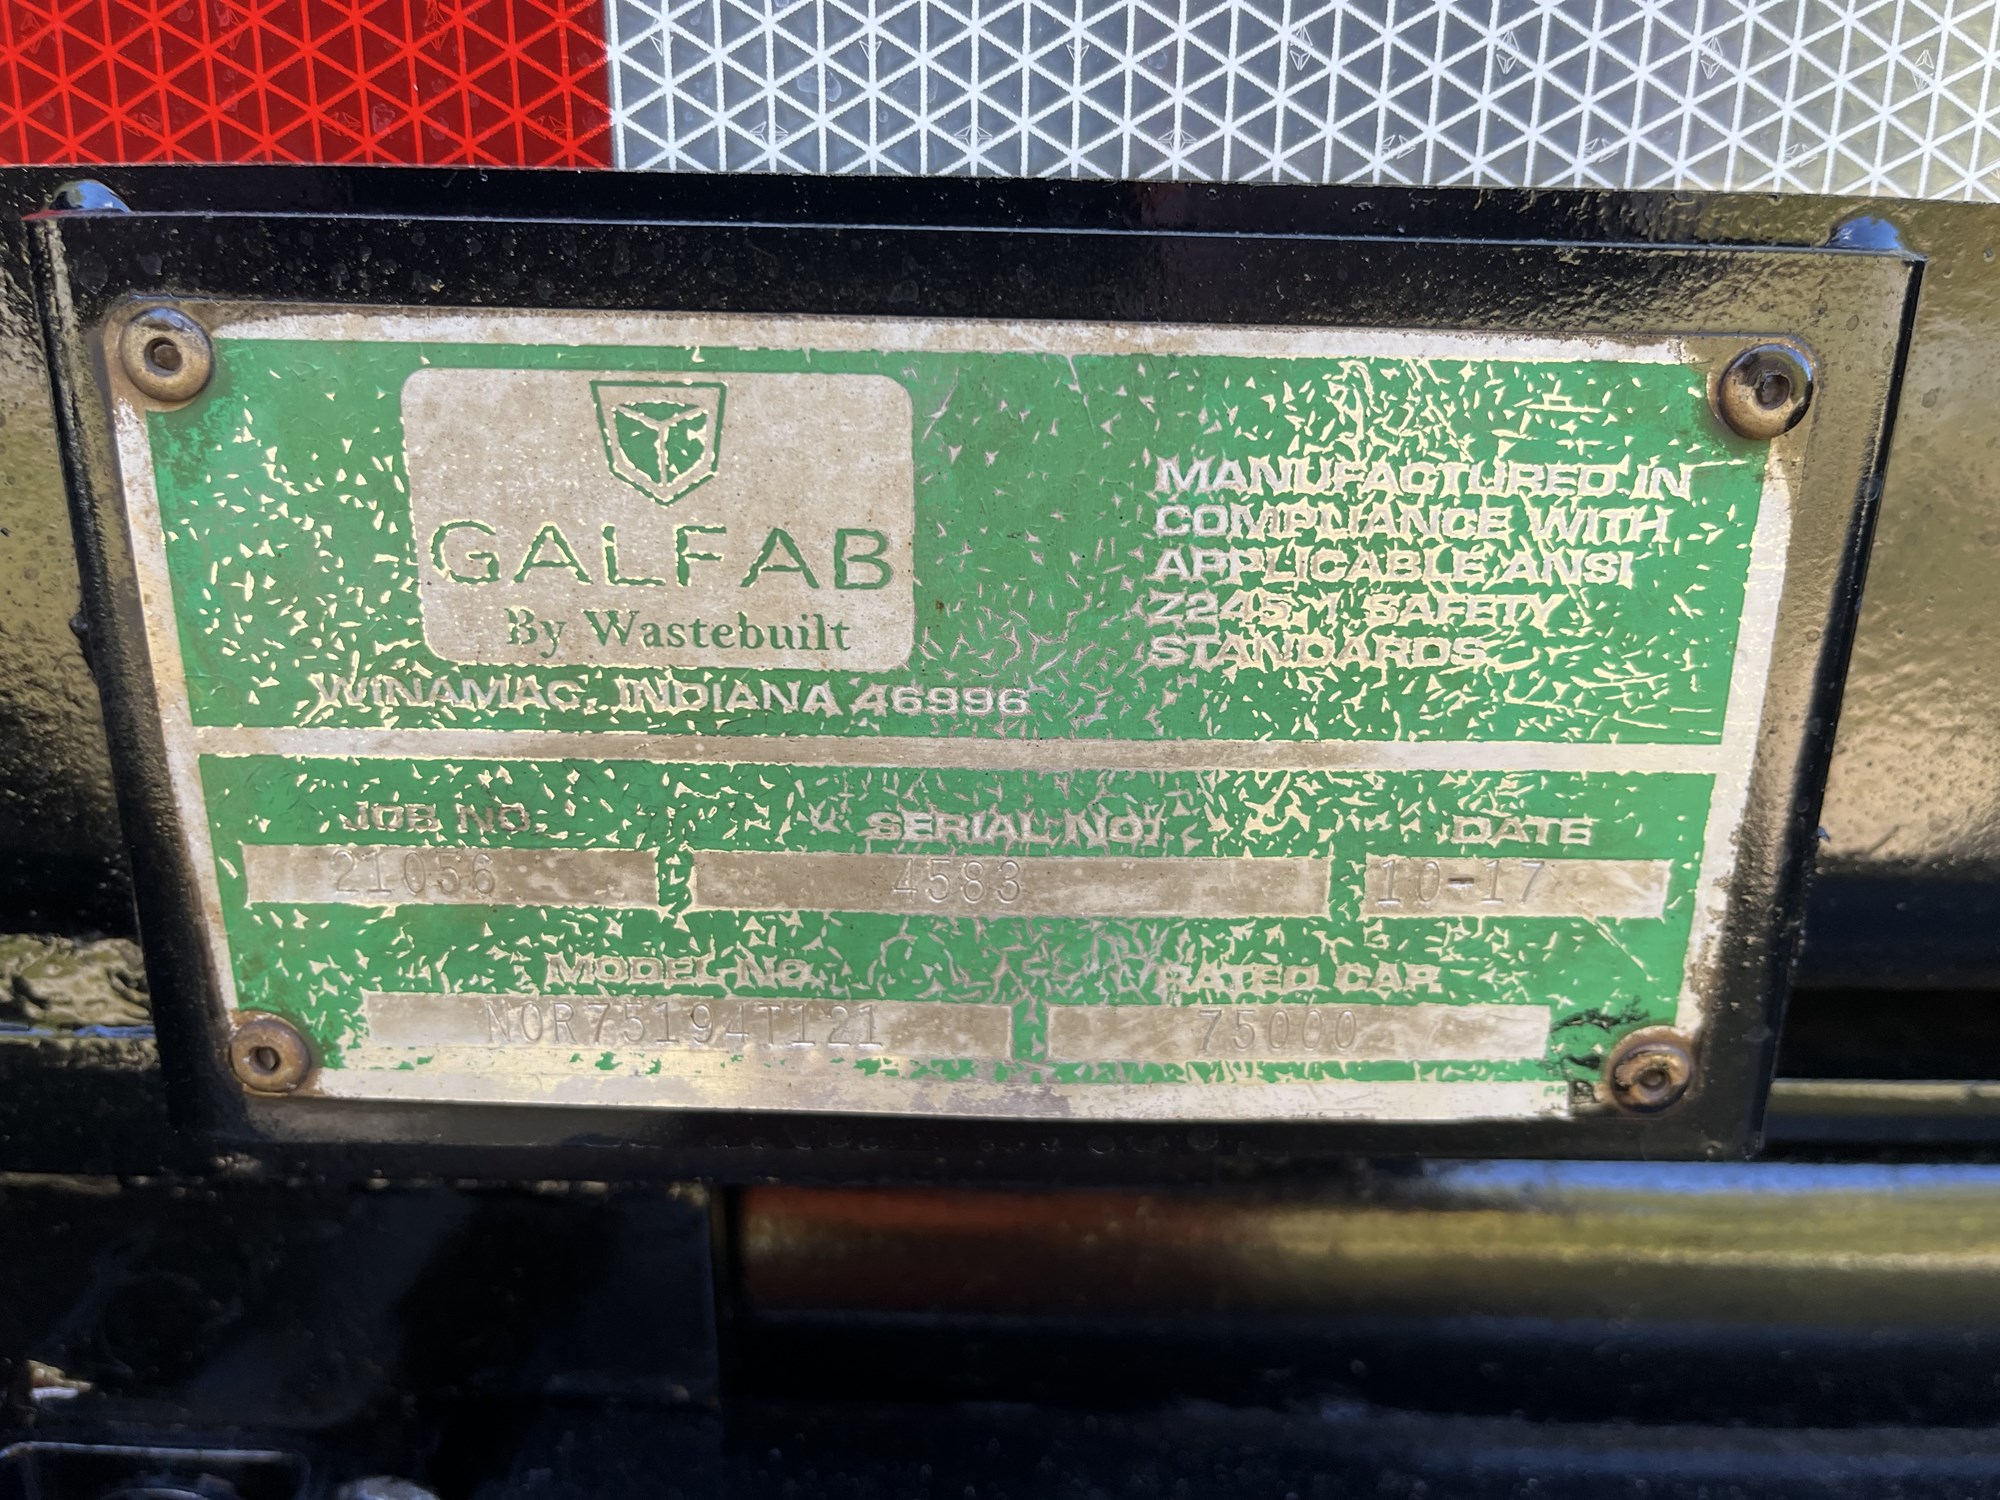 GALFAB
By Wastebuilt
WINAMAC, INDIANA 46996
MANUFACTURED IN
COMPLIANCE WITH
APPLICABLE ANSI
Z245.1 SAFETY
STANDARDS.
JOB NO. SERIAL NO. DATE
21056 4583 10-17
MODEL NO. RATED CAP.
NOR75194T121 75000